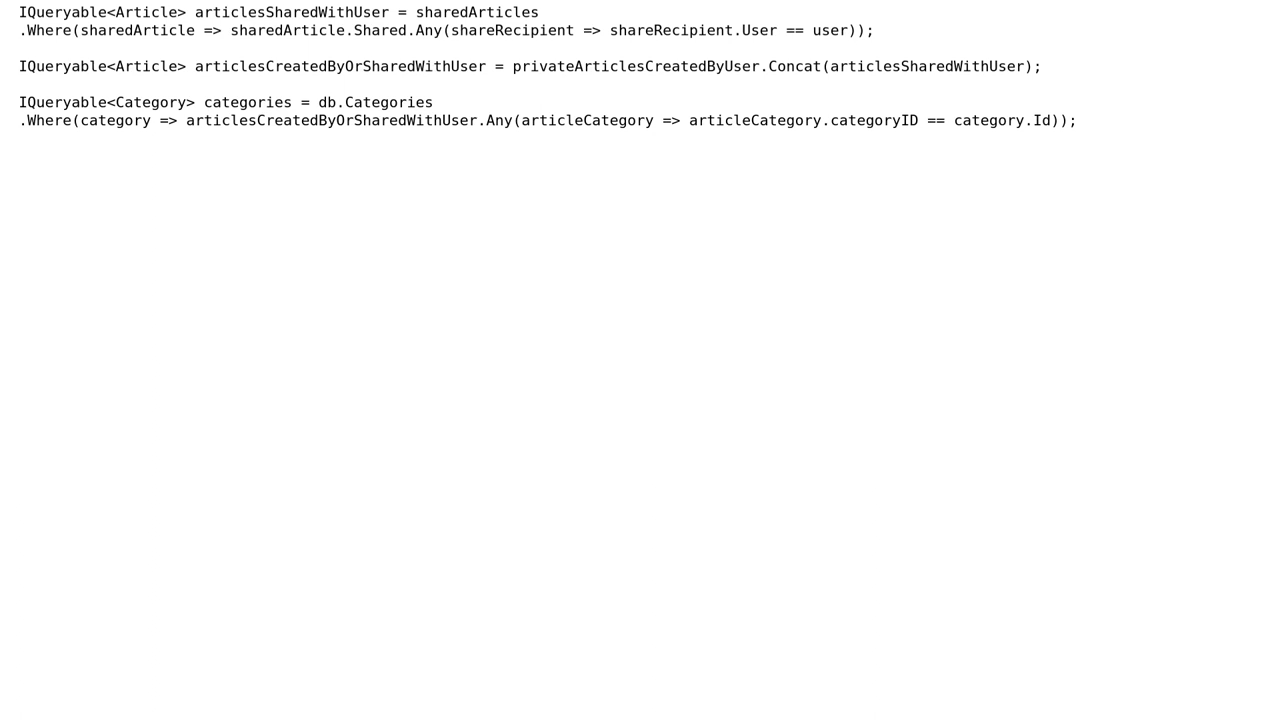 IQueryable<Article> articlesSharedWithUser = sharedArticles
.Where(sharedArticle => sharedArticle.Shared.Any(shareRecipient => shareRecipient.User == user));
IQueryable<Article> articlesCreatedByOrSharedWithUser = privateArticlesCreatedByUser.Concat(articlesSharedWithUser);
IQueryable<Category> categories = db.Categories
.Where(category => articlesCreatedByOrSharedWithUser.Any(articleCategory => articleCategory.categoryID == category.Id));